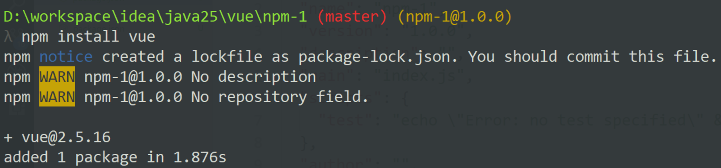 D:\workspace\idea\java25\vue\npm-1 (master) (npm-1@1.0.0)
λ npm install vue
npm notice created a lockfile as package-lock.json. You should commit this file.
npm WARN npm-1@1.0.0 No description
npm WARN npm-1@1.0.0 No repository field.
+ vue@2.5.16
added 1 package in 1.876s